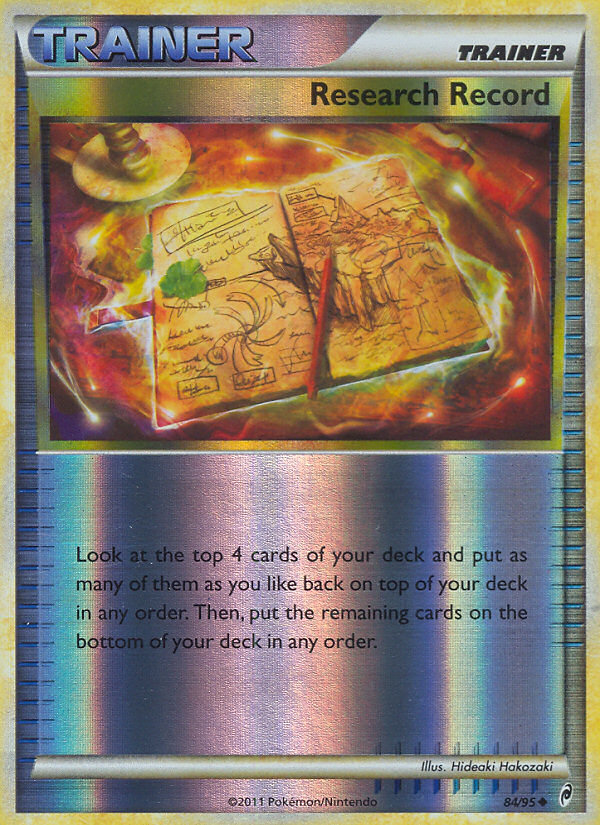 TRAINER
TRAINER
Research Record
Look at the top 4 cards of your deck and put as
many of them as you like back on top of your deck
in any order. Then, put the remaining cards on the
bottom of your deck in any order.
Illus. Hideaki Hakozaki
©2011 Pokémon/Nintendo
84/95